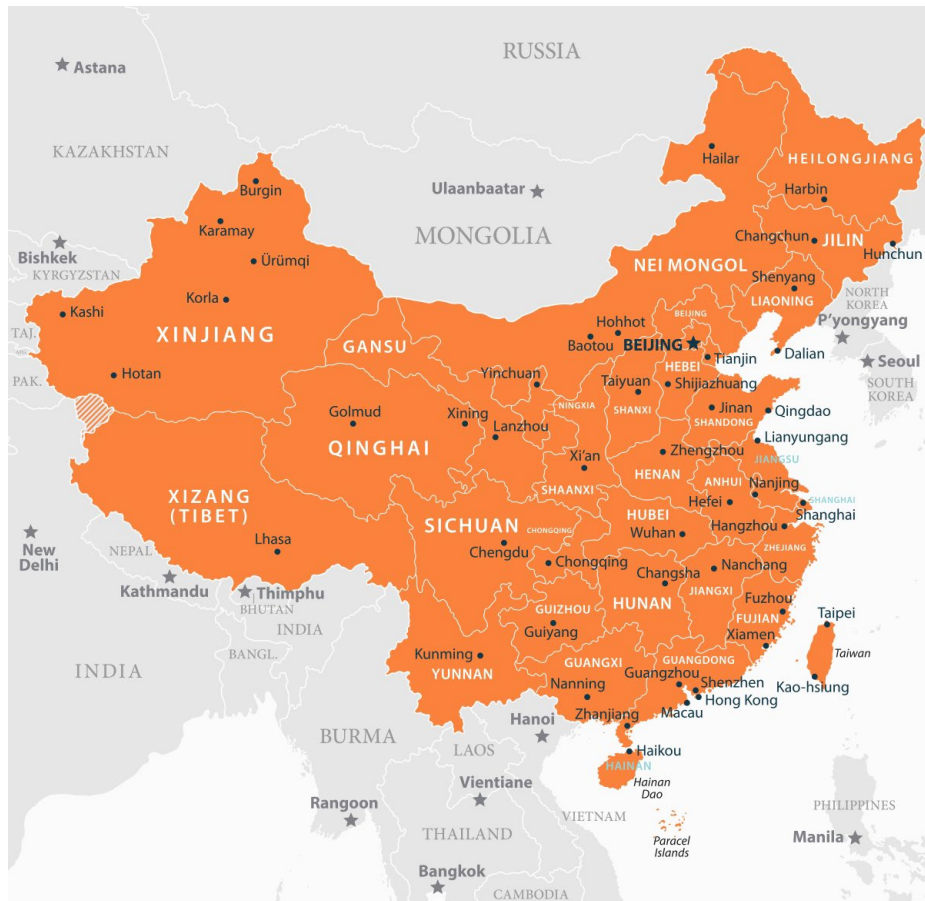 RUSSIA
Astana
KAZAKHSTAN
Hailar
HEILONGJIANG
Burgin
Ulaanbaatar
Harbin
Karamay
MONGOLIA
Changchun
JILIN
Bishkek
Hunchun
KYRGYZSTAN
Ürümqi
NEI MONGOL
Shenyang
LIAONING
NORTH
KOREA
Korla
Kashi
BEIJING
P'yongyang
Hohhot
TAJ.
XINJIANG
GANSU
Baotou
BEIJING
Tianjin
Dalian
Seoul
HEBEI
PAK.
Hotan
Yinchuan
Taiyuan
Shijiazhuang
SOUTH
KOREA
Golmud
Xining
NINGXIA
SHANXI
Jinan
Qingdao
SHANDONG
Lanzhou
QINGHAI
Lianyungang
Zhengzhou
JIANGSU
Xi'an
HENAN
SHAANXI
ANHUI
Nanjing
XIZANG
(TIBET)
Hefei
SHANGHAI
Shanghai
SICHUAN
CHONGQING
HUBEI
Hangzhou
Wuhan
Lhasa
Chengdu
ZHEJIANG
New
Delhi
NEPAL
Chongqing
Nanchang
Changsha
Kathmandu
Thimphu
BHUTAN
JIANGXI
GUIZHOU
HUNAN
Fuzhou
Taipei
FUJIAN
INDIA
Guiyang
Xiamen
BANGL.
Kunming
Taiwan
INDIA
YUNNAN
GUANGXI
GUANGDONG
Guangzhou
Shenzhen
Kao-hsiung
Nanning
Hong Kong
Macau
Zhanjiang
Hanoi
BURMA
LAOS
Haikou
HAINAN
Hainan
Dao
Vientiane
Rangoon
VIETNAM
PHILIPPINES
THAILAND
Paracel
Islands
Manila
Bangkok
CAMBODIA